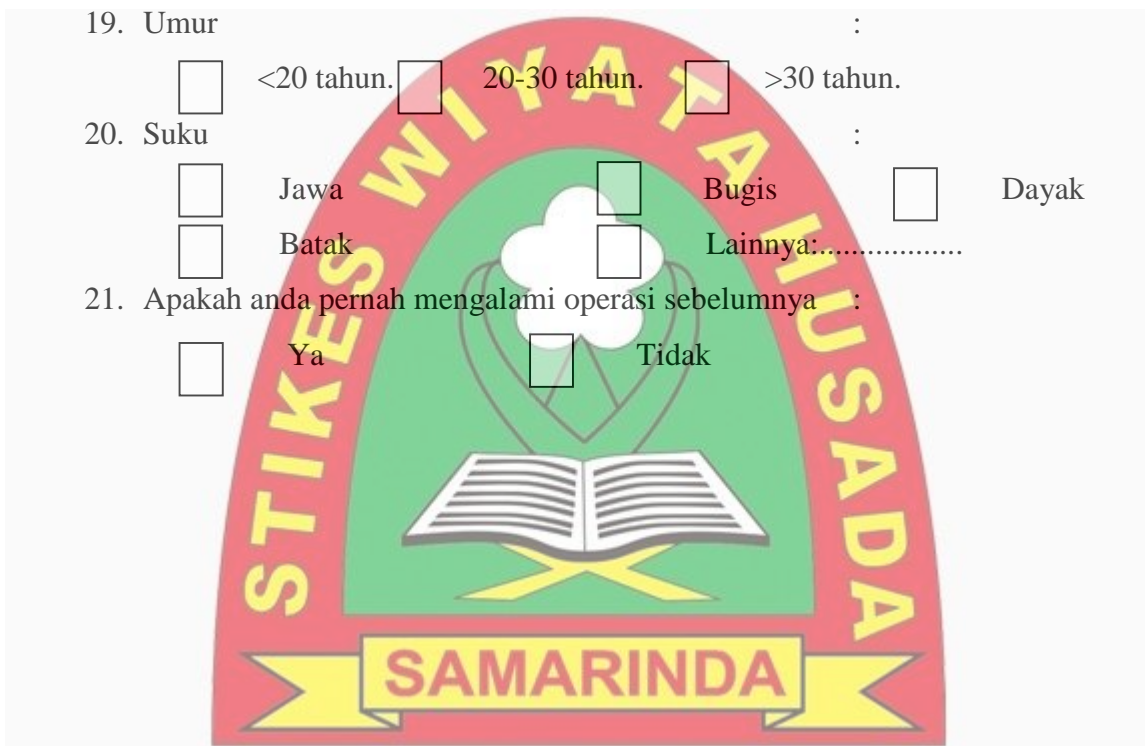 19. Umur :
<20 tahun. 20-30 tahun. >30 tahun.
20. Suku :
Jawa Bugis Dayak
Batak Lainnya:..................
21. Apakah anda pernah mengalami operasi sebelumnya :
Ya Tidak
STIKES WIYATA HUSADA
SAMARINDA